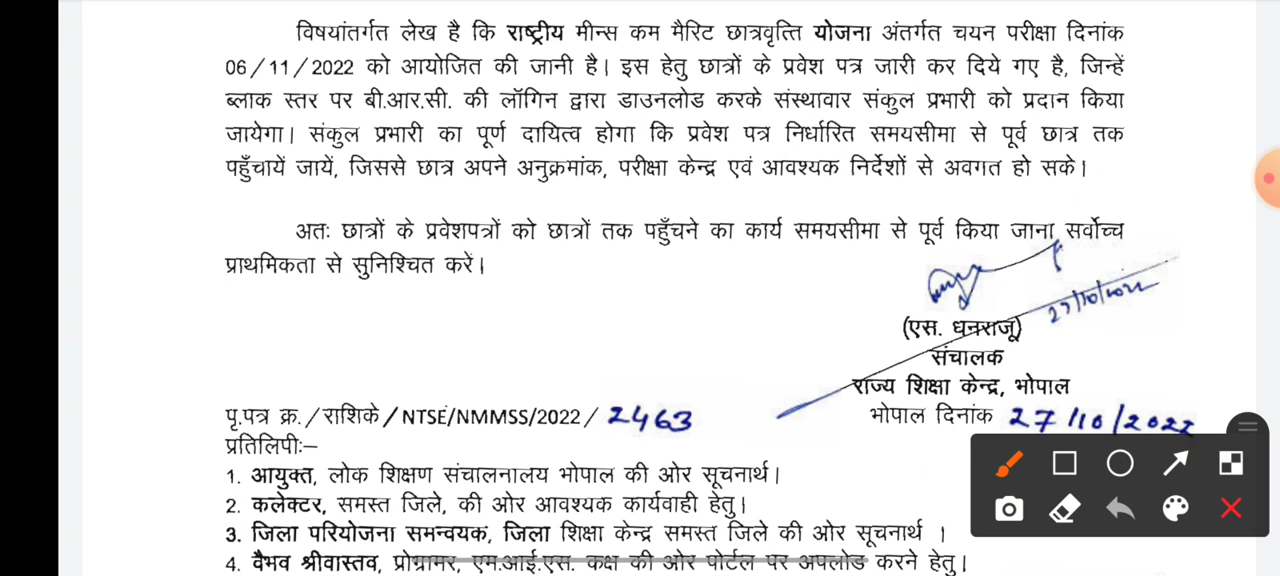 विषयांतर्गत लेख है कि राष्ट्रीय मीन्स कम मैरिट छात्रवृत्ति योजना अंतर्गत चयन परीक्षा दिनांक
06/11/2022 को आयोजित की जानी है। इस हेतु छात्रों के प्रवेश पत्र जारी कर दिये गए है, जिन्हें
ब्लाक स्तर पर बी.आर.सी. की लॉगिन द्वारा डाउनलोड करके संस्थावार संकुल प्रभारी को प्रदान किया
जायेगा। संकुल प्रभारी का पूर्ण दायित्व होगा कि प्रवेश पत्र निर्धारित समयसीमा से पूर्व छात्र तक
पहुँचायें जायें, जिससे छात्र अपने अनुक्रमांक, परीक्षा केन्द्र एवं आवश्यक निर्देशों से अवगत हो सके।
अतः छात्रों के प्रवेशपत्रों को छात्रों तक पहुँचने का कार्य समयसीमा से पूर्व किया जाना सर्वोच्च
प्राथमिकता से सुनिश्चित करें।
27/10/2022
(एस. धनराजू)
संचालक
राज्य शिक्षा केन्द्र, भोपाल
पृ.पत्र क्र./राशिके/NTSE/NMMSS/2022/2463 भोपाल दिनांक 27/10/2022
प्रतिलिपीः–
1. आयुक्त, लोक शिक्षण संचालनालय भोपाल की ओर सूचनार्थ।
2. कलेक्टर, समस्त जिले, की ओर आवश्यक कार्यवाही हेतु।
3. जिला परियोजना समन्वयक, जिला शिक्षा केन्द्र समस्त जिले की ओर सूचनार्थ ।
4. वैभव श्रीवास्तव, प्रोग्रामर, एम.आई.एस. कक्ष की ओर पोर्टल पर अपलोड करने हेतु।